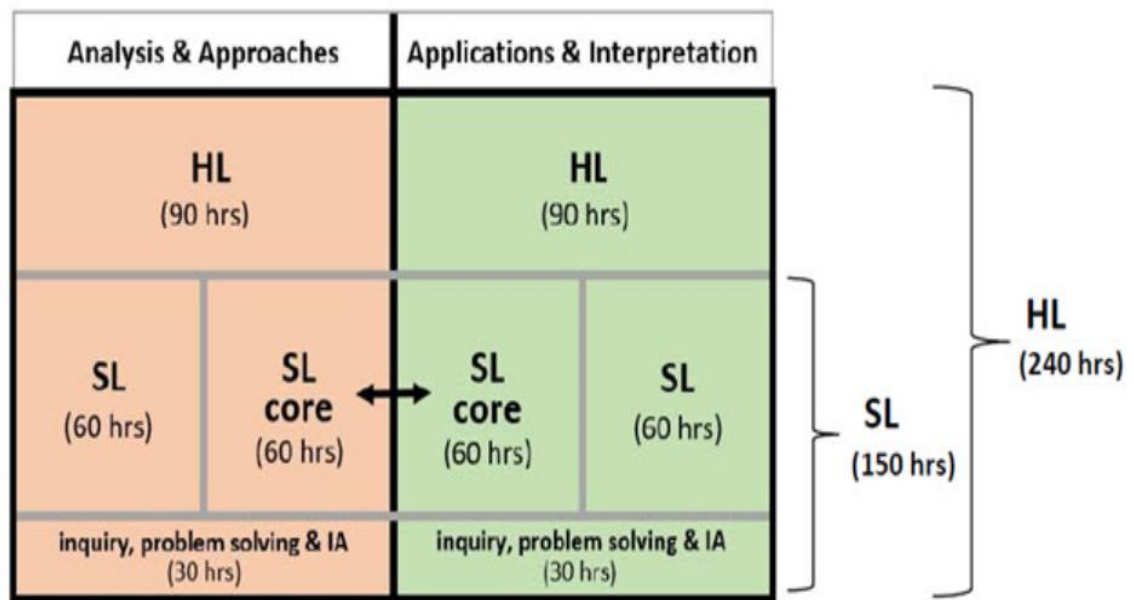 Analysis & Approaches
Applications & Interpretation
HL
(90 hrs)
HL
(90 hrs)
SL
(60 hrs)
SL
core
(60 hrs)
SL
core
(60 hrs)
SL
(60 hrs)
inquiry, problem solving & IA
(30 hrs)
inquiry, problem solving & IA
(30 hrs)
SL
(150 hrs)
HL
(240 hrs)